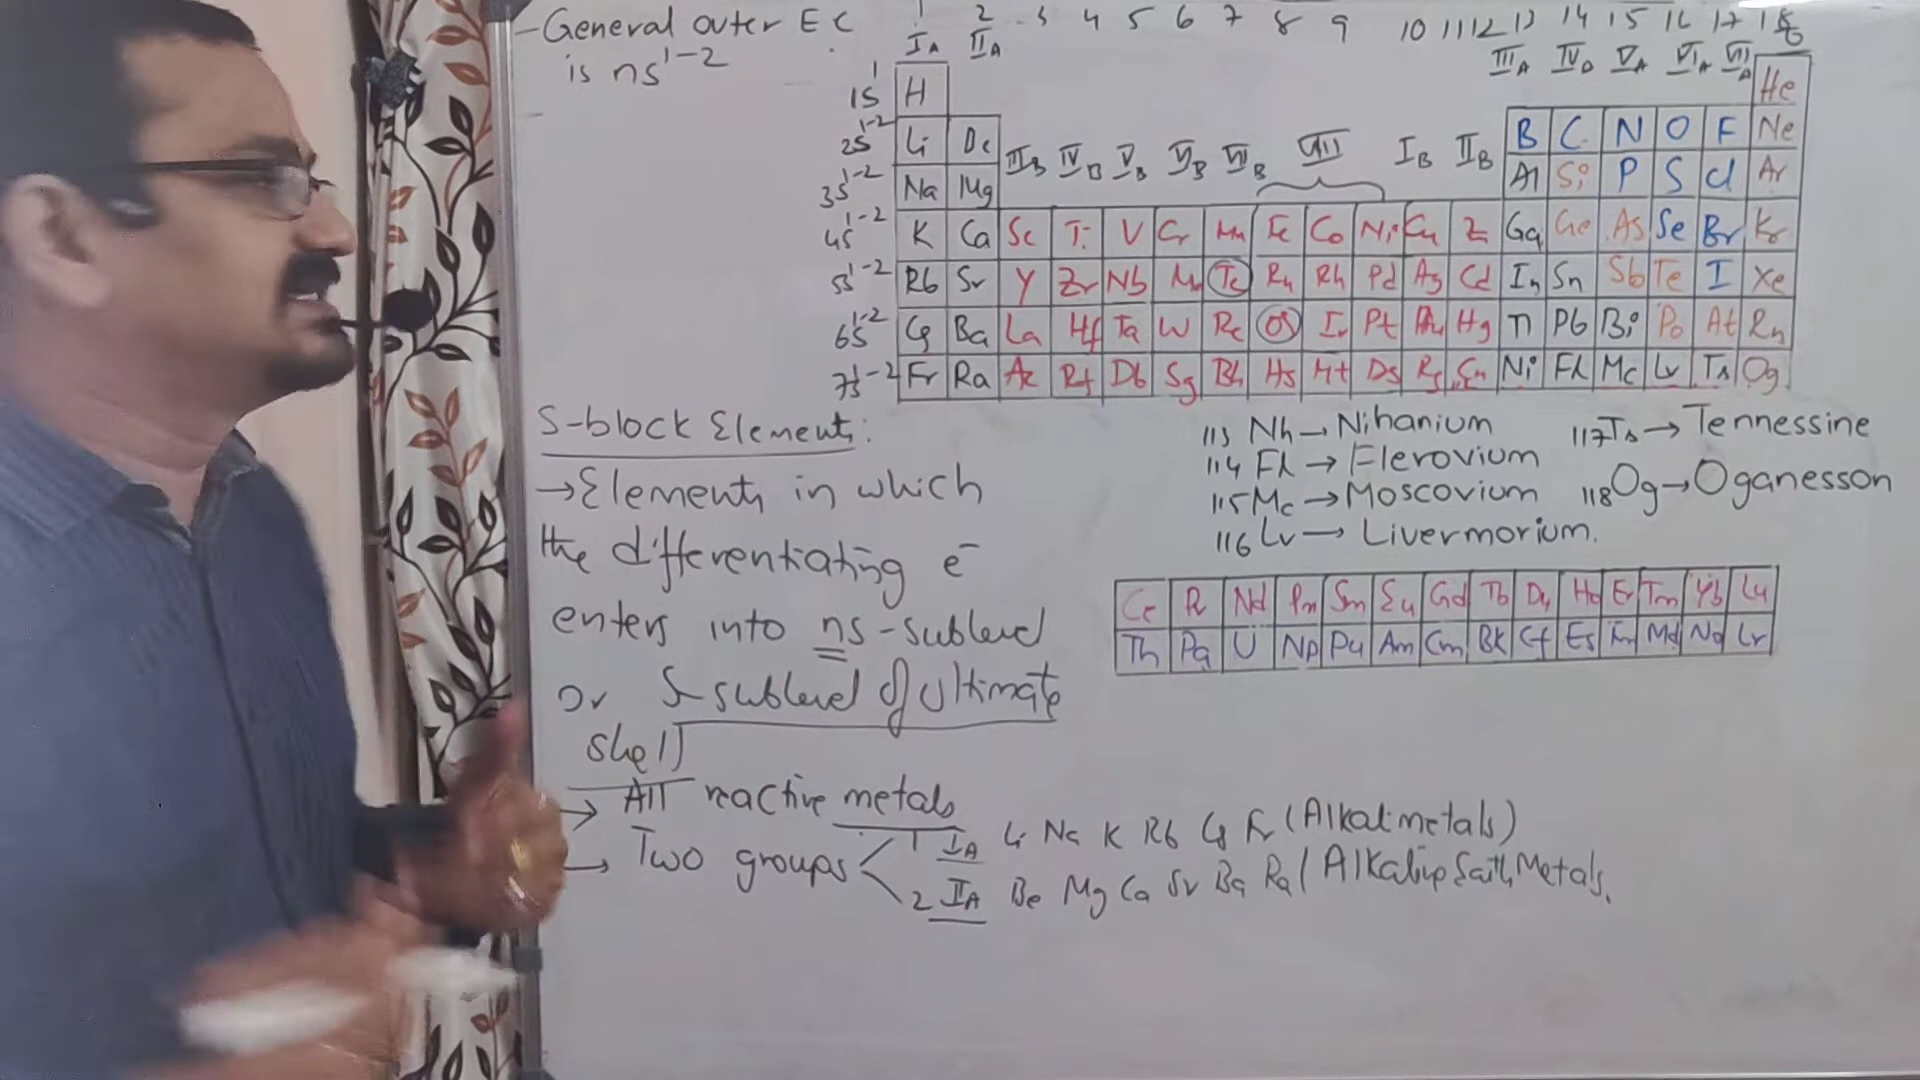 -General outer EC
is ns1-2
1 2 3 4 5 6 7 8 9 10 11 12 13 14 15 16 17 18
IA IIA IIIA IVA VA VIA VIIA
1s1 H He
2s1-2 Li Be B C N O F Ne
IIIB IVB VB VIB VIIB VIII IB IIB
3s1-2 Na Mg Al Si P S Cl Ar
4s1-2 K Ca Sc Ti V Cr Mn Fe Co Ni Cu Z Ga Ge As Se Br Kr
5s1-2 Rb Sr Y Zr Nb Mo Tc Ru Rh Pd Ag Cd In Sn Sb Te I Xe
6s1-2 Cs Ba La Hf Ta W Re Os Ir Pt Au Hg Tl Pb Bi Po At Rn
7s1-2 Fr Ra Ac Rf Db Sg Bh Hs Mt Ds Rg Cn Ni Fl Mc Lv Ts Og
S-block Elements:
→Elements in which
the differentiating e-
enters into ns-sublevel
Or S-sublevel of ultimate
shell
→ All reactive metals
→ Two groups
1 IA Li Na K Rb Cs Fr (Alkali metals)
2 IIA Be Mg Ca Sr Ba Ra (Alkaline Earth Metals.
113 Nh→Nihanium
114 Fl→Flerovium
115 Mc→Moscovium
116 Lv→Livermorium.
117Ts→Tennessine
118Og→Oganesson
Ce Pr Nd Pm Sm Eu Gd Tb Dy Ho Er Tm Yb Lu
Th Pa U Np Pu Am Cm Bk Cf Es Fm Md No Lr